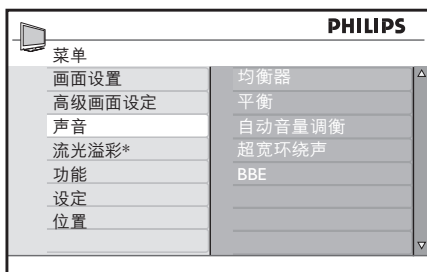 PHILIPS
菜单
画面设置
高级画面设定
声音
流光溢彩*
功能
设定
位置
均衡器
平衡
自动音量调衡
超宽环绕声
BBE